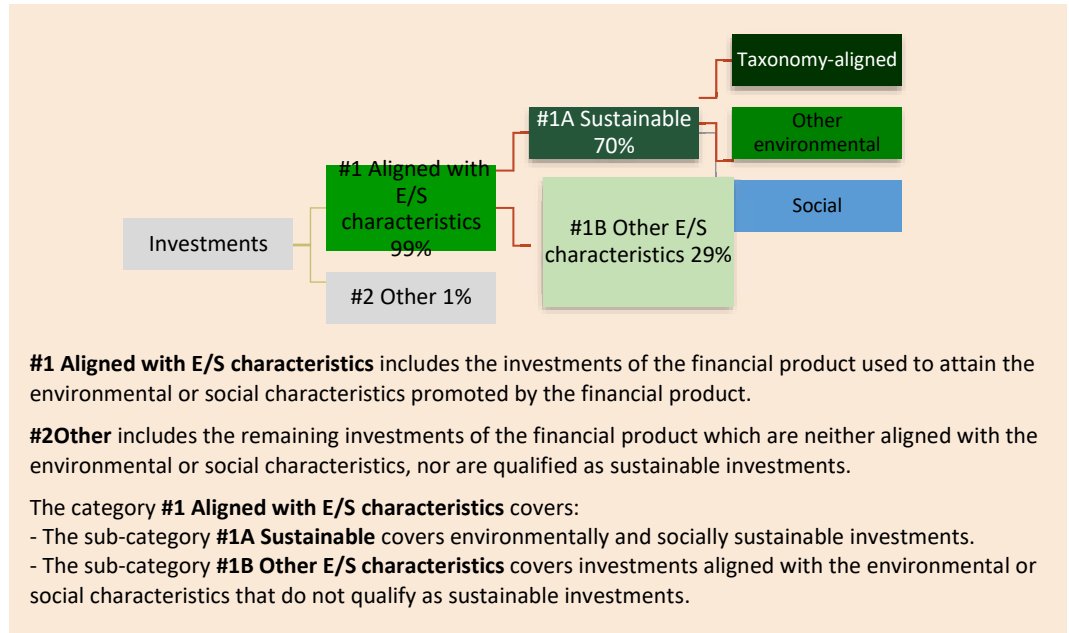 Taxonomy-aligned
#1A Sustainable
70%
Other
environmental
#1 Aligned with
E/S
characteristics
99%
Social
#1B Other E/S
characteristics 29%
Investments
#2 Other 1%
#1 Aligned with E/S characteristics includes the investments of the financial product used to attain the
environmental or social characteristics promoted by the financial product.
#2Other includes the remaining investments of the financial product which are neither aligned with the
environmental or social characteristics, nor are qualified as sustainable investments.
The category #1 Aligned with E/S characteristics covers:
- The sub-category #1A Sustainable covers environmentally and socially sustainable investments.
- The sub-category #1B Other E/S characteristics covers investments aligned with the environmental or
social characteristics that do not qualify as sustainable investments.